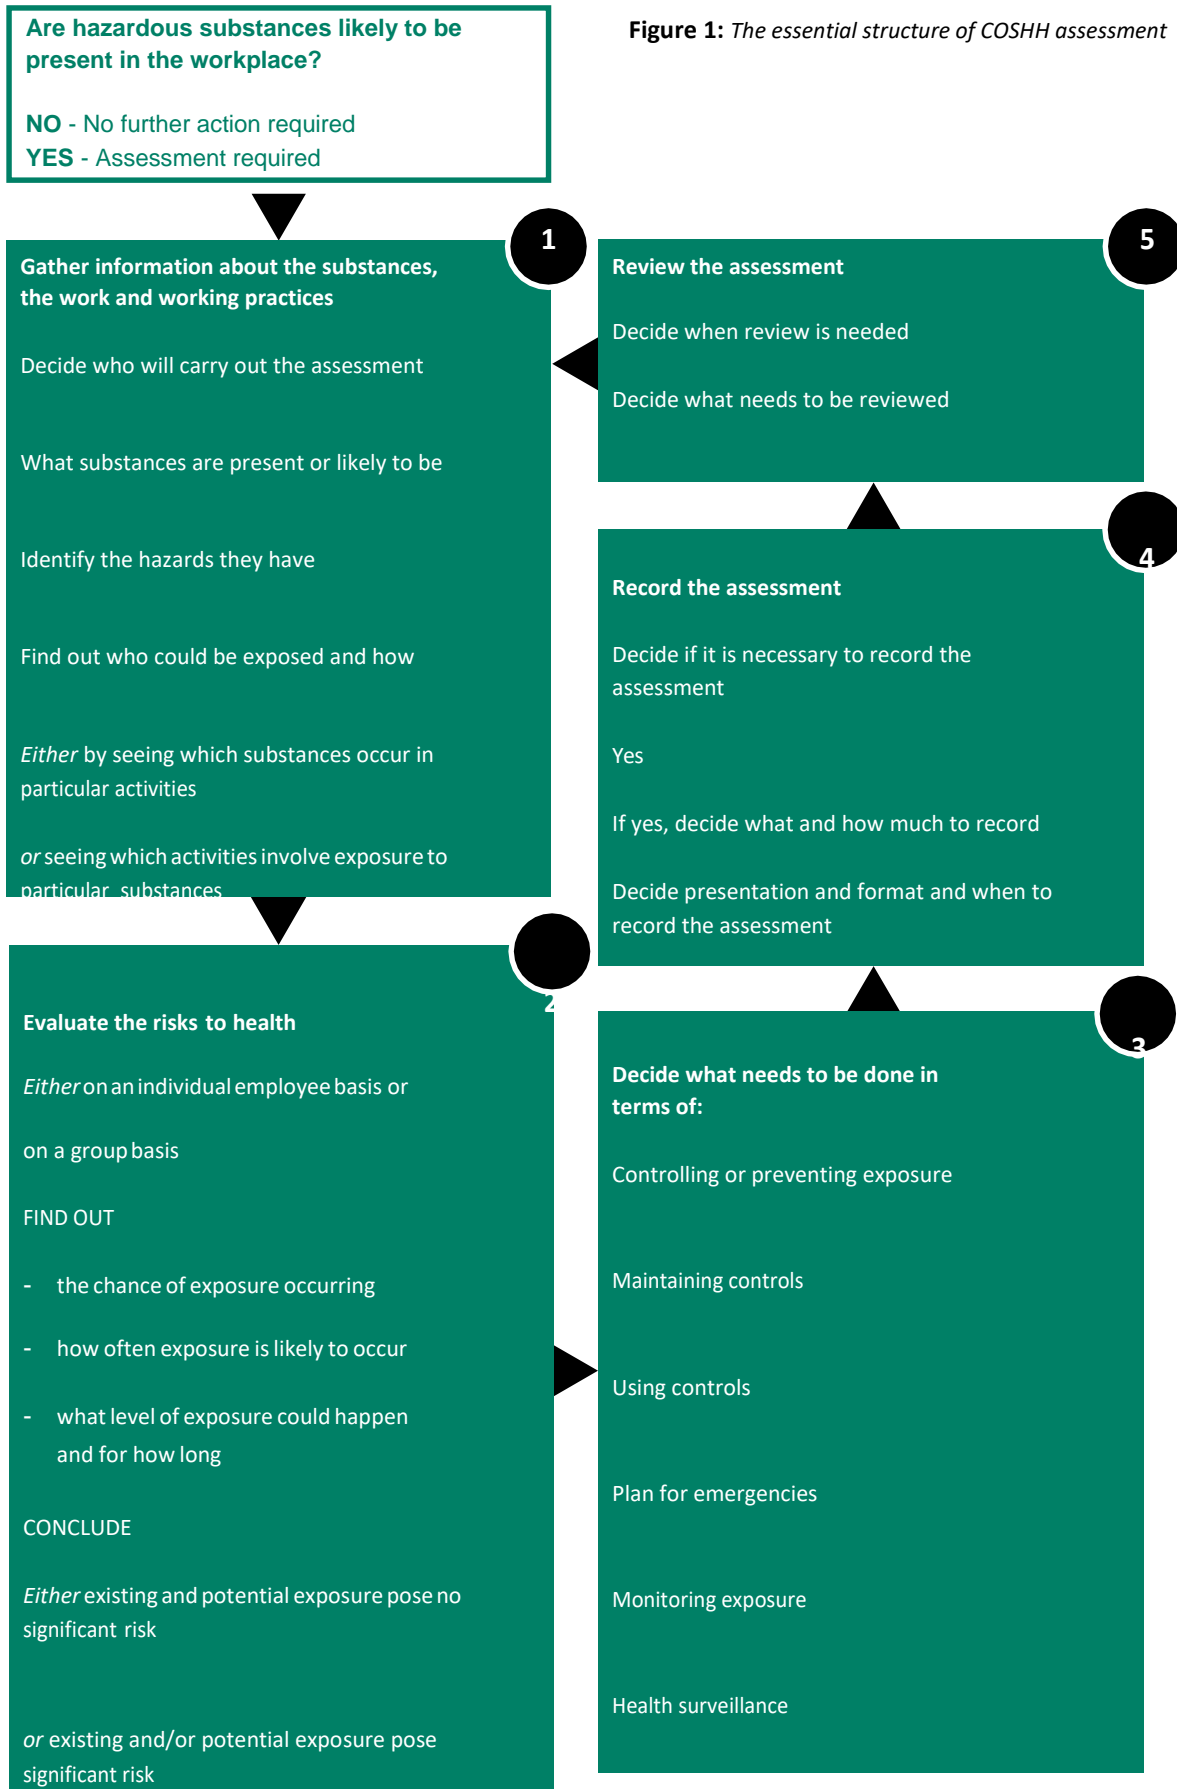 Are hazardous substances likely to be
present in the workplace?
NO - No further action required
YES - Assessment required
Figure 1: The essential structure of COSHH assessment
1
Gather information about the substances,
the work and working practices
Decide who will carry out the assessment
What substances are present or likely to be
Identify the hazards they have
Find out who could be exposed and how
Either by seeing which substances occur in
particular activities
or seeing which activities involve exposure to
particular substances
2
Evaluate the risks to health
Either on an individual employee basis or
on a group basis
FIND OUT
- the chance of exposure occurring
- how often exposure is likely to occur
- what level of exposure could happen
and for how long
CONCLUDE
Either existing and potential exposure pose no
significant risk
or existing and/or potential exposure pose
significant risk
3
Decide what needs to be done in
terms of:
Controlling or preventing exposure
Maintaining controls
Using controls
Plan for emergencies
Monitoring exposure
Health surveillance
4
Record the assessment
Decide if it is necessary to record the
assessment
Yes
If yes, decide what and how much to record
Decide presentation and format and when to
record the assessment
5
Review the assessment
Decide when review is needed
Decide what needs to be reviewed